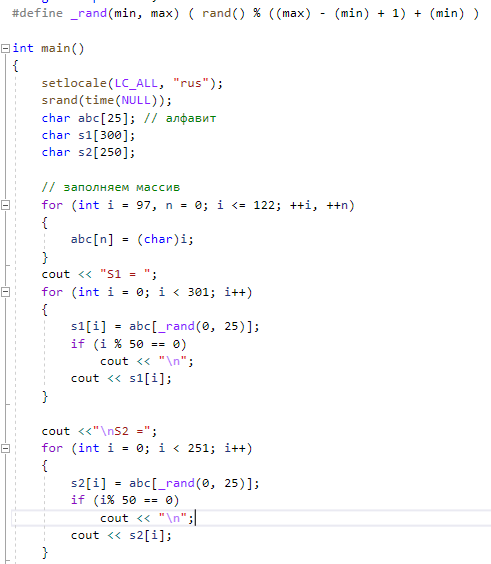 #define _rand(min, max) ( rand() % ((max) - (min) + 1) + (min) )
int main()
{
setlocale(LC_ALL, "rus");
srand(time(NULL));
char abc[25]; // алфавит
char s1[300];
char s2[250];
// заполняем массив
for (int i = 97, n = 0; i <= 122; ++i, ++n)
{
abc[n] = (char)i;
}
cout << "S1 = ";
for (int i = 0; i < 301; i++)
{
s1[i] = abc[_rand(0, 25)];
if (i % 50 == 0)
cout << "\n";
cout << s1[i];
}
cout <<"\nS2 =";
for (int i = 0; i < 251; i++)
{
s2[i] = abc[_rand(0, 25)];
if (i% 50 == 0)
cout << "\n";
cout << s2[i];
}